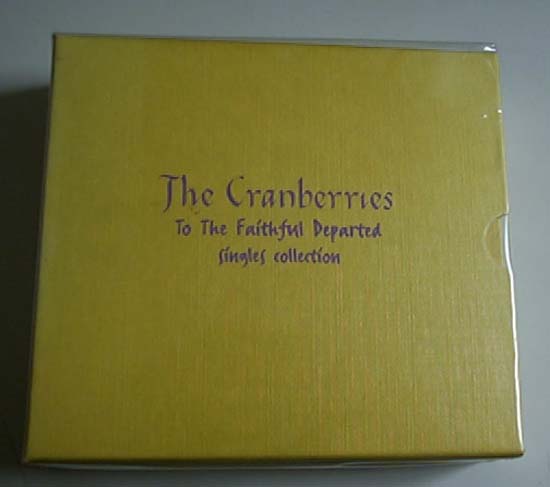 The Cranberries
To The Faithful Departed
singles collection